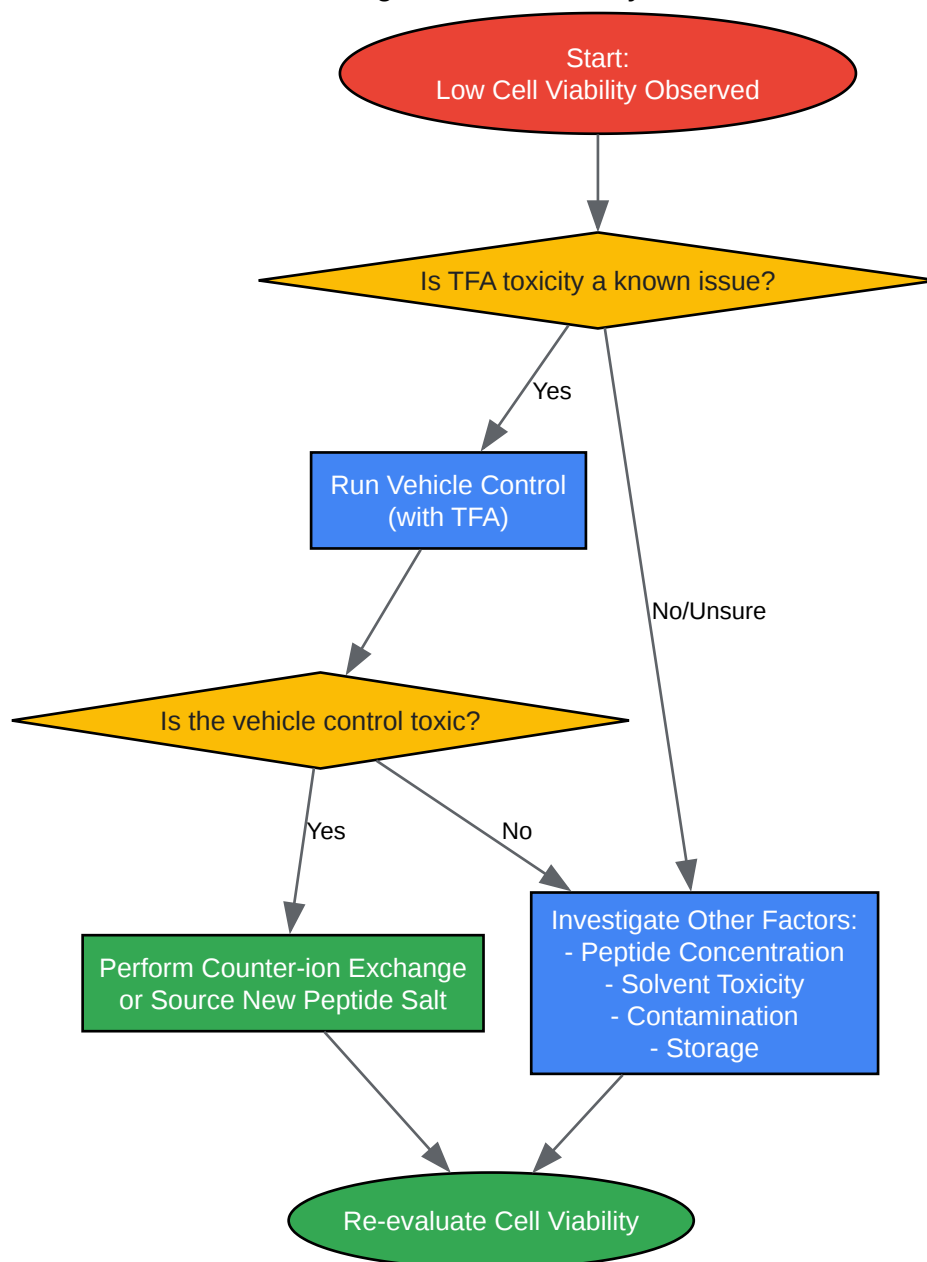 Start:
Low Cell Viability Observed
Is TFA toxicity a known issue?
Yes
Run Vehicle Control
(with TFA)
No/Unsure
Is the vehicle control toxic?
Yes
No
Investigate Other Factors:
- Peptide Concentration
- Solvent Toxicity
- Contamination
- Storage
Perform Counter-ion Exchange
or Source New Peptide Salt
Re-evaluate Cell Viability